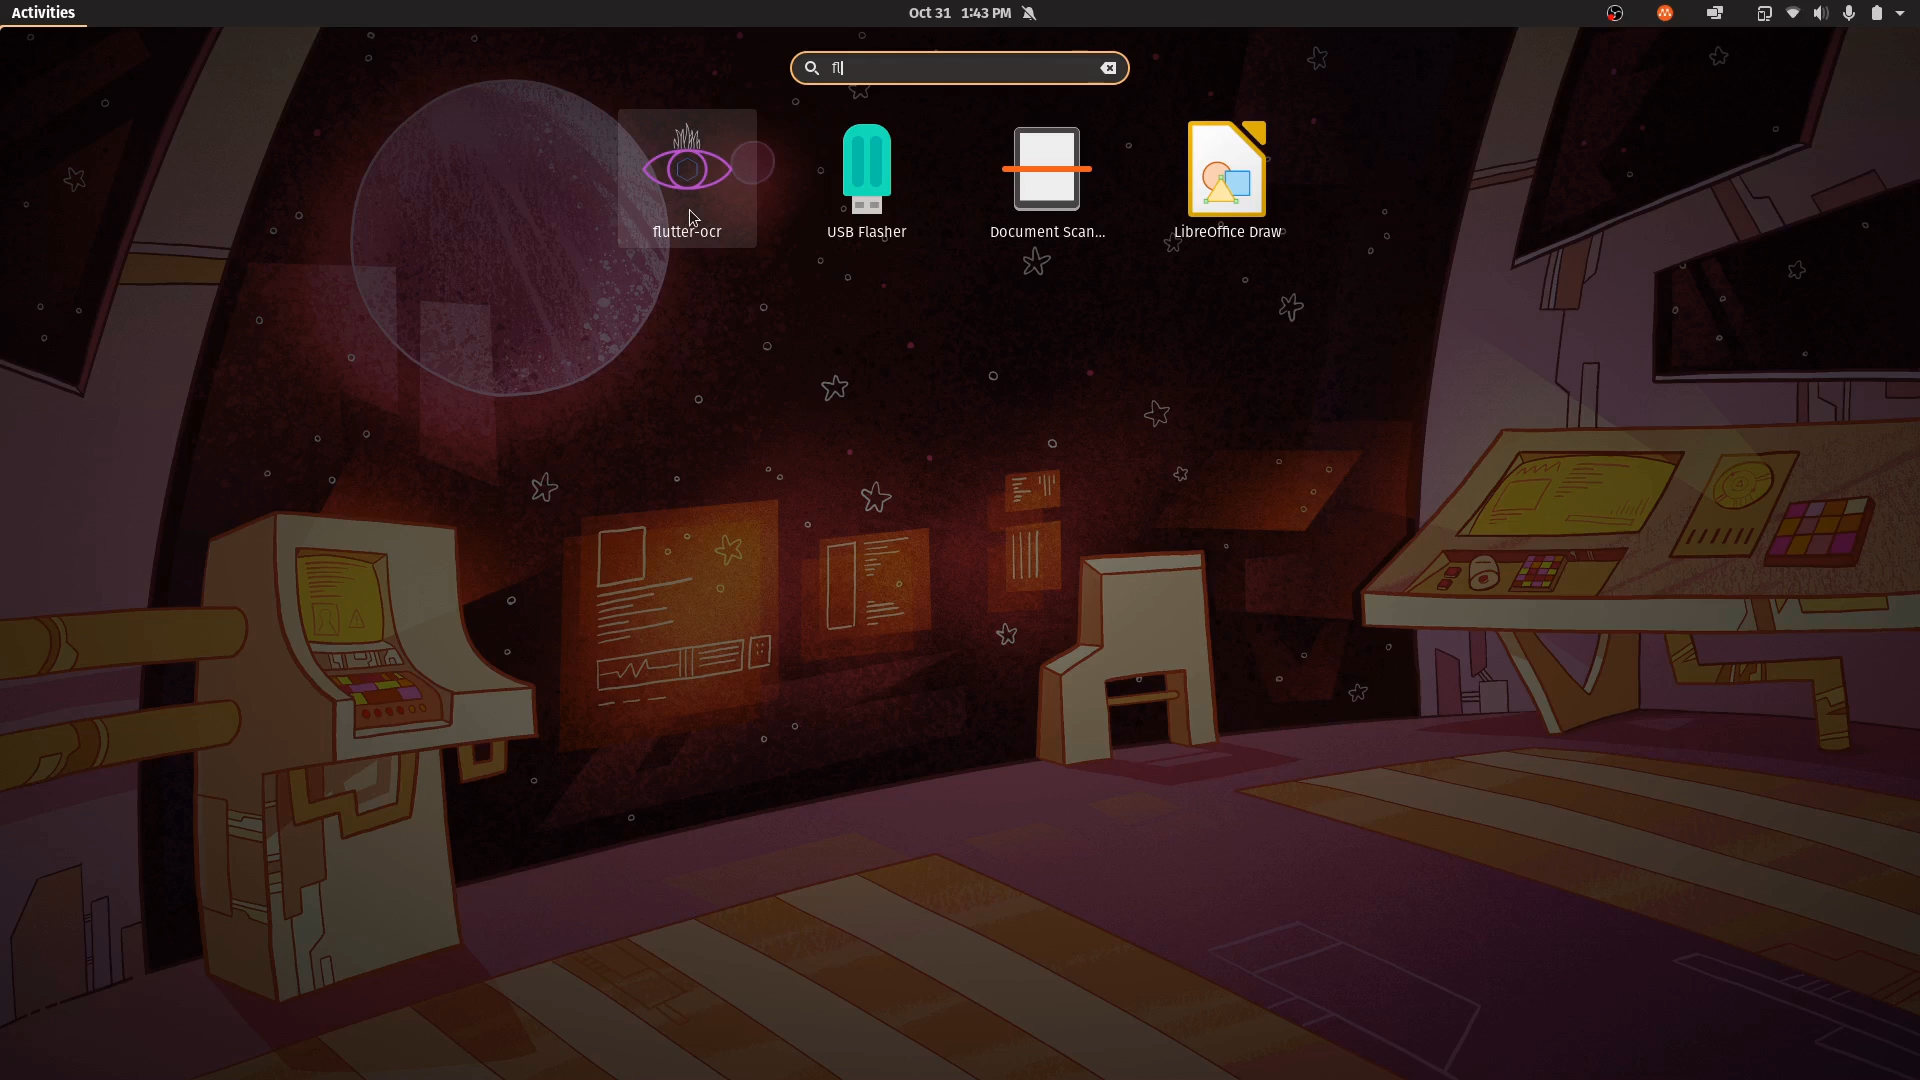 Activities
Oct 31 1:43 PM
fl
flutter-ocr
USB Flasher
Document Scan...
LibreOffice Draw